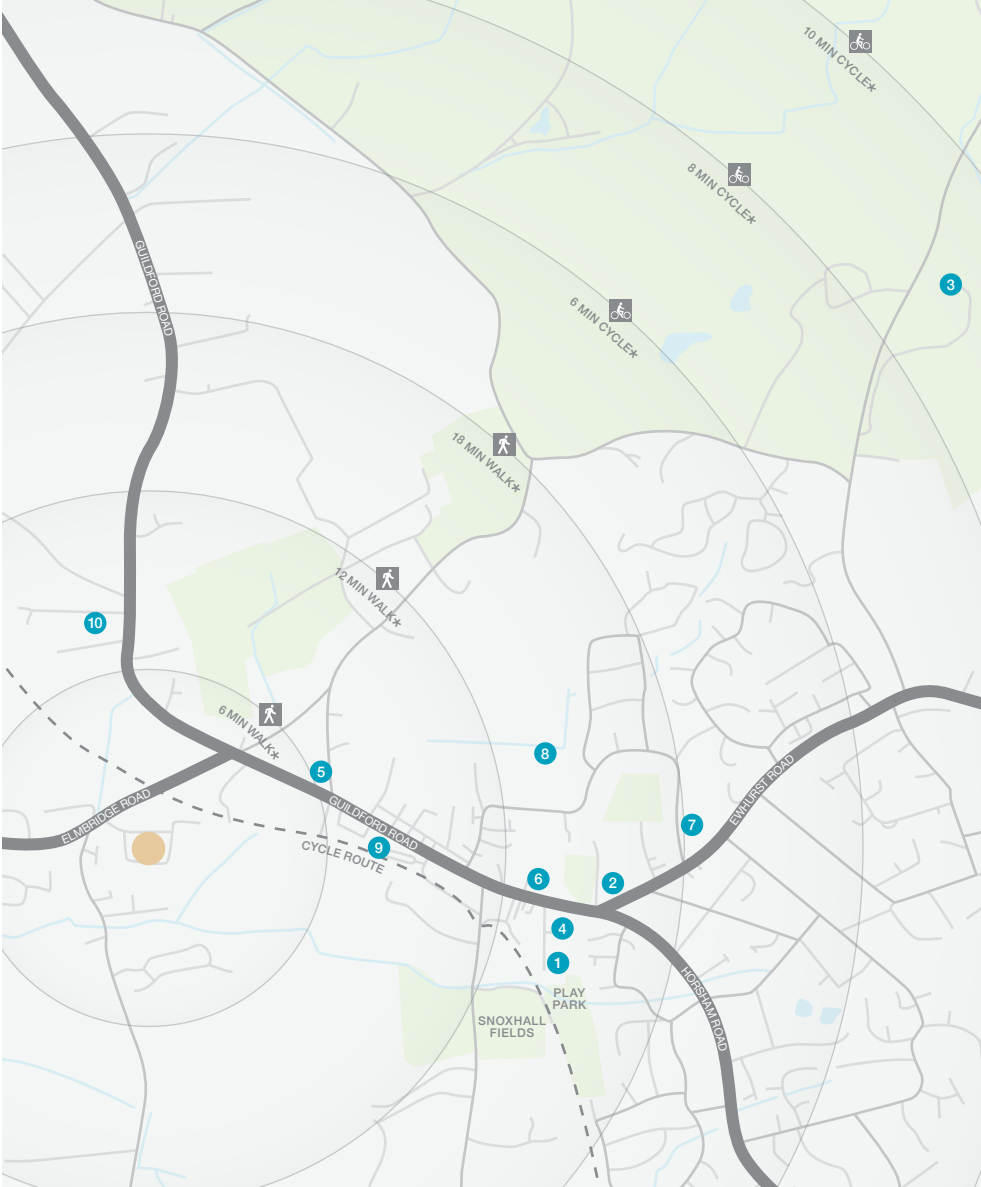 10 MIN CYCLE*
8 MIN CYCLE*
3
GUILDFORD ROAD
6 MIN CYCLE*
18 MIN WALK*
12 MIN WALK*
10
6 MIN WALK*
8
5
EWHURST ROAD
ELMBRIDGE ROAD
GUILDFORD ROAD
7
9
CYCLE ROUTE
6
2
4
1
PLAY
PARK
HORSHAM ROAD
SNOXHALL
FIELDS